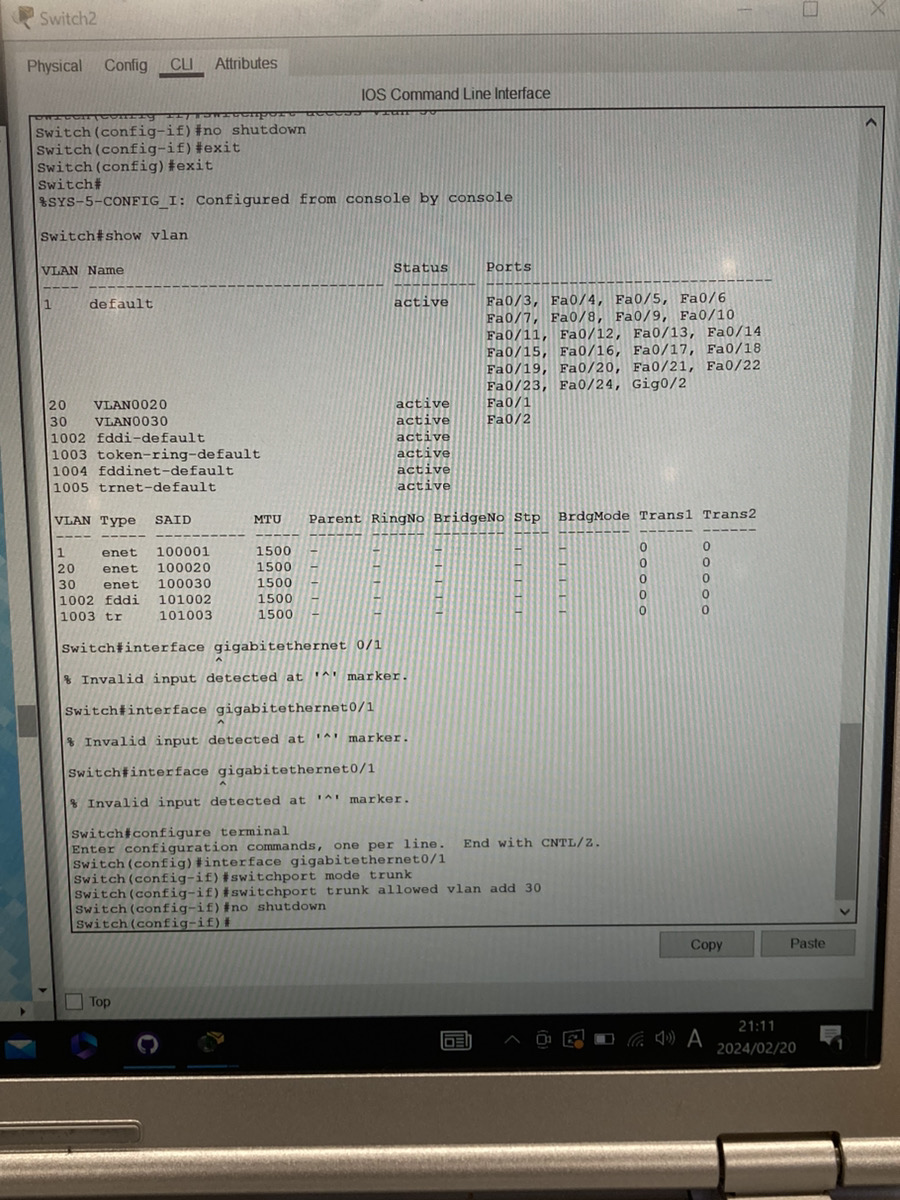 Switch2
Physical Config CLI Attributes
IOS Command Line Interface
Switch(config-if)#switchport access vlan 30
Switch(config-if)#no shutdown
Switch(config-if)#exit
Switch(config)#exit
Switch#
%SYS-5-CONFIG_I: Configured from console by console
Switch#show vlan
VLAN Name Status Ports
---- -------------------------------- --------- -------------------------------
1 default active Fa0/3, Fa0/4, Fa0/5, Fa0/6
Fa0/7, Fa0/8, Fa0/9, Fa0/10
Fa0/11, Fa0/12, Fa0/13, Fa0/14
Fa0/15, Fa0/16, Fa0/17, Fa0/18
Fa0/19, Fa0/20, Fa0/21, Fa0/22
Fa0/23, Fa0/24, Gig0/2
20 VLAN0020 active Fa0/1
30 VLAN0030 active Fa0/2
1002 fddi-default active
1003 token-ring-default active
1004 fddinet-default active
1005 trnet-default active
VLAN Type SAID MTU Parent RingNo BridgeNo Stp BrdgMode Trans1 Trans2
---- ----- ---------- ----- ------ ------ -------- ---- -------- ------ ------
1 enet 100001 1500 - - - - - 0 0
20 enet 100020 1500 - - - - - 0 0
30 enet 100030 1500 - - - - - 0 0
1002 fddi 101002 1500 - - - - - 0 0
1003 tr 101003 1500 - - - - - 0 0
Switch#interface gigabitethernet 0/1
^
% Invalid input detected at '^' marker.
Switch#interface gigabitethernet0/1
^
% Invalid input detected at '^' marker.
Switch#interface gigabitethernet0/1
^
% Invalid input detected at '^' marker.
Switch#configure terminal
Enter configuration commands, one per line. End with CNTL/Z.
Switch(config)#interface gigabitethernet0/1
Switch(config-if)#switchport mode trunk
Switch(config-if)#switchport trunk allowed vlan add 30
Switch(config-if)#no shutdown
Switch(config-if)#
Copy Paste
Top
A
21:11
2024/02/20
1